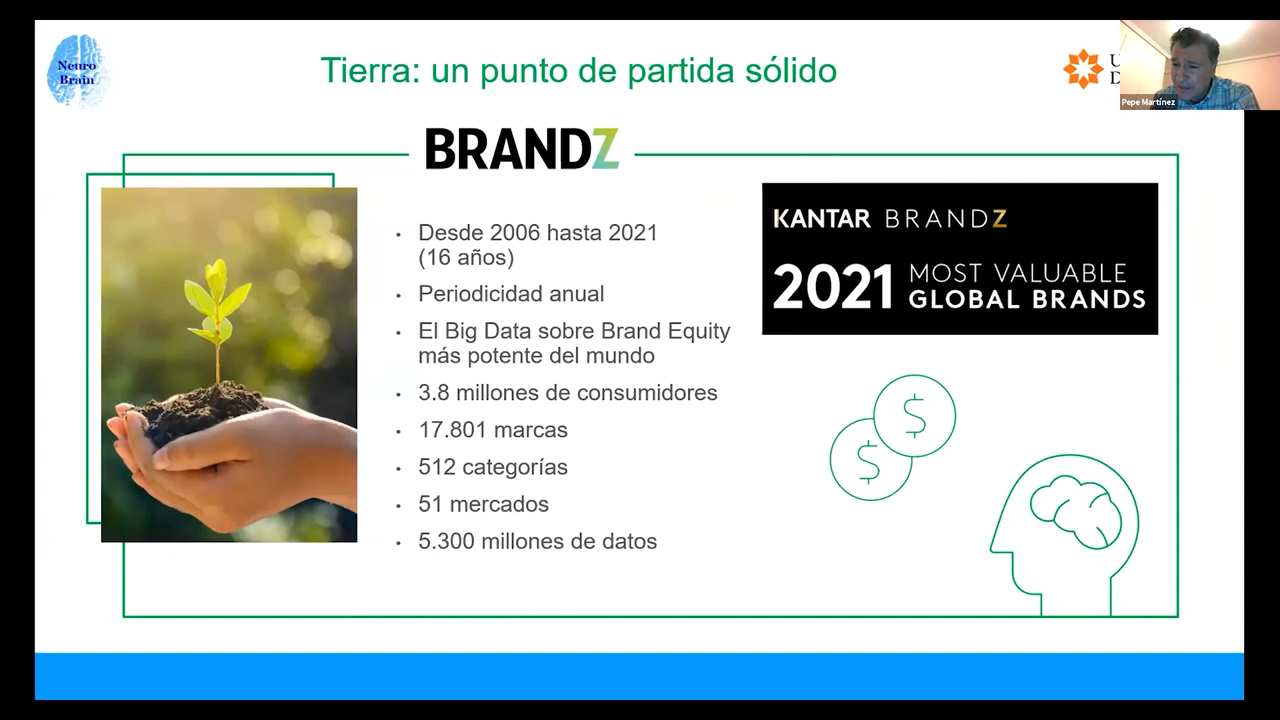 Neuro
Brain
Tierra: un punto de partida sólido
Pepe Martínez
BRANDZ
• Desde 2006 hasta 2021
(16 años)
• Periodicidad anual
• El Big Data sobre Brand Equity
más potente del mundo
• 3.8 millones de consumidores
• 17.801 marcas
• 512 categorías
• 51 mercados
• 5.300 millones de datos
KANTAR BRANDZ
2021 MOST VALUABLE
GLOBAL BRANDS
$
$